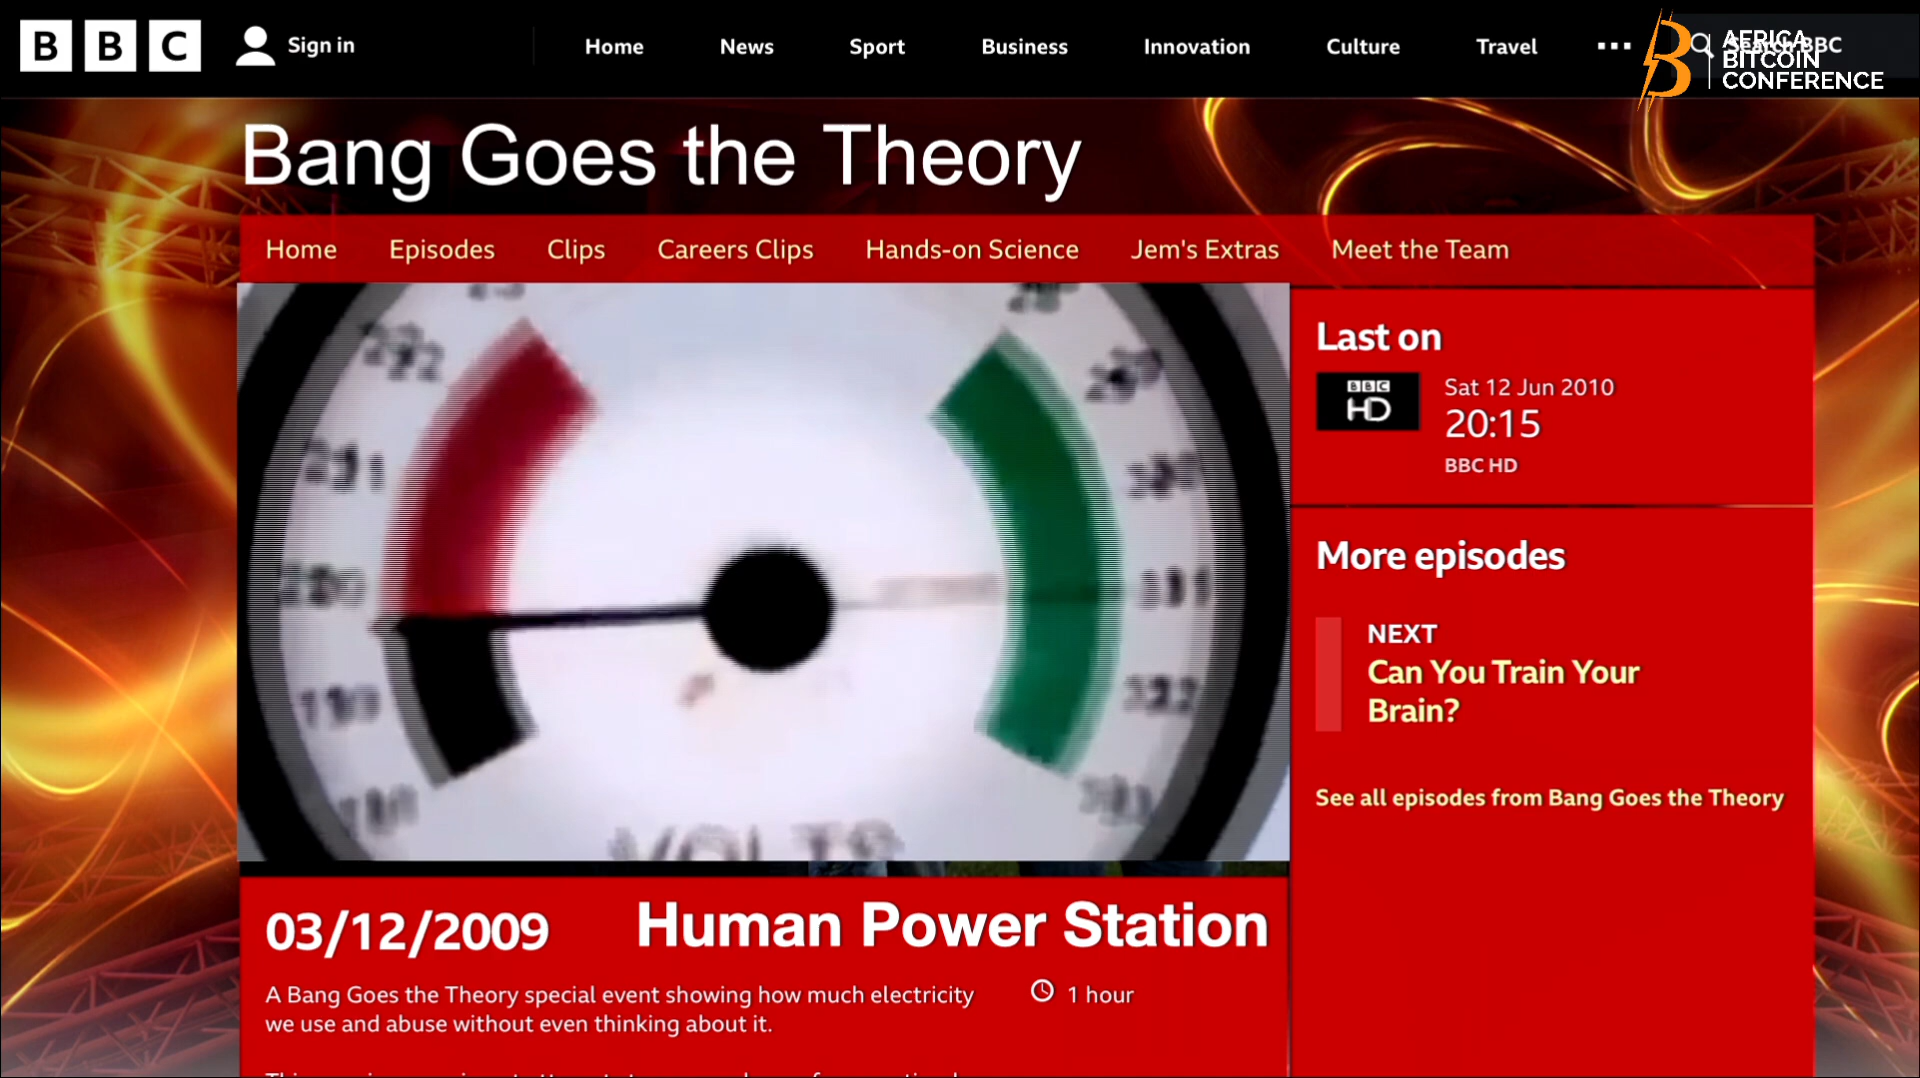 BBC
Sign in
Home
News
Sport
Business
Innovation
Culture
Travel
Search BBC
AFRICA
BITCOIN
CONFERENCE
Bang Goes the Theory
Home
Episodes
Clips
Careers Clips
Hands-on Science
Jem's Extras
Meet the Team
VOLTS
Last on
BBC
HD
Sat 12 Jun 2010
20:15
BBC HD
More episodes
NEXT
Can You Train Your
Brain?
See all episodes from Bang Goes the Theory
03/12/2009
Human Power Station
A Bang Goes the Theory special event showing how much electricity
we use and abuse without even thinking about it.
1 hour